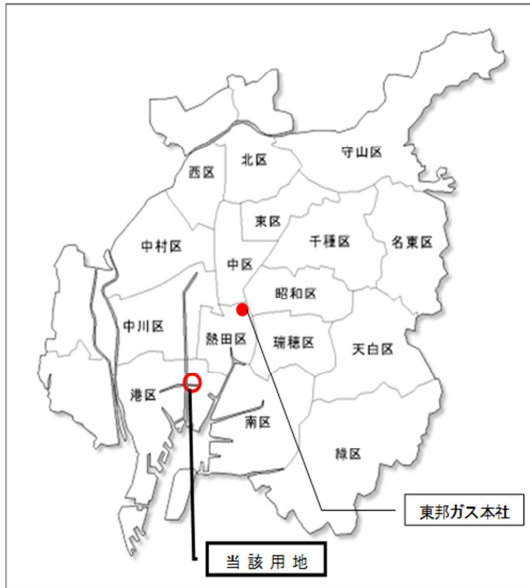 守山区
北区
西区
東区
千種区
名東区
中村区
中区
昭和区
中川区
熱田区
瑞穂区
天白区
港区
南区
緑区
東邦ガス本社
当該用地